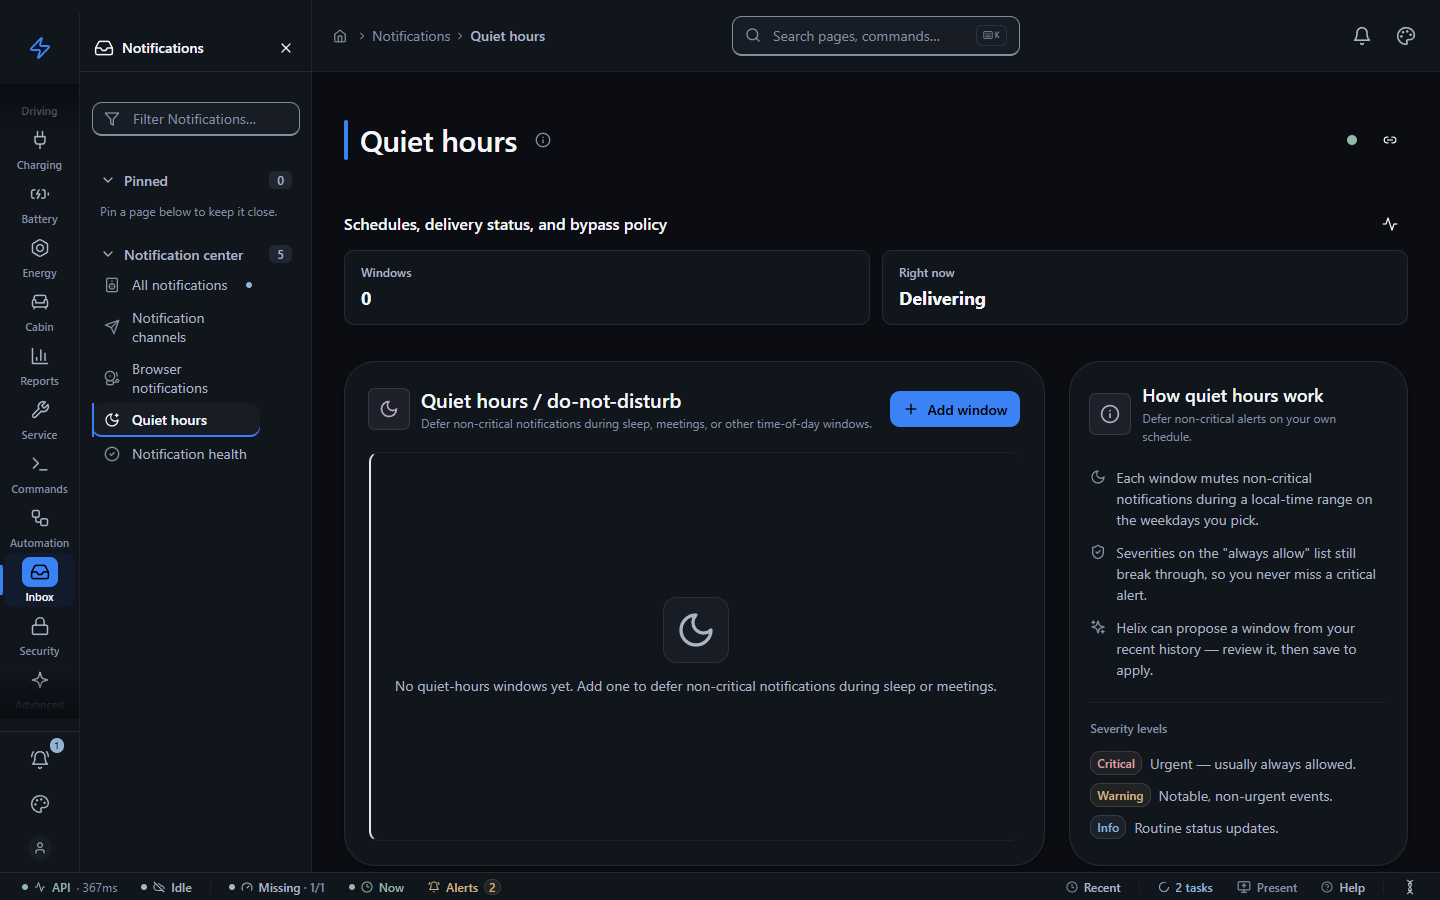 Notifications
Notifications
Quiet hours
Search pages, commands...
K
Driving
Charging
Battery
Energy
Cabin
Reports
Service
Commands
Automation
Inbox
Security
Advanced
1
Filter Notifications...
Pinned
0
Pin a page below to keep it close.
Notification center
5
All notifications
Notification
channels
Browser
notifications
Quiet hours
Notification health
Quiet hours
Schedules, delivery status, and bypass policy
Windows
0
Right now
Delivering
Quiet hours / do-not-disturb
Defer non-critical notifications during sleep, meetings, or other time-of-day windows.
Add window
No quiet-hours windows yet. Add one to defer non-critical notifications during sleep or meetings.
How quiet hours work
Defer non-critical alerts on your own
schedule.
Each window mutes non-critical
notifications during a local-time range on
the weekdays you pick.
Severities on the "always allow" list still
break through, so you never miss a critical
alert.
Helix can propose a window from your
recent history — review it, then save to
apply.
Severity levels
Critical Urgent — usually always allowed.
Warning Notable, non-urgent events.
Info Routine status updates.
API · 367ms
Idle
Missing · 1/1
Now
Alerts 2
Recent
2 tasks
Present
Help